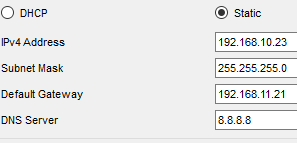 DHCP Static
IPv4 Address 192.168.10.23
Subnet Mask 255.255.255.0
Default Gateway 192.168.11.21
DNS Server 8.8.8.8